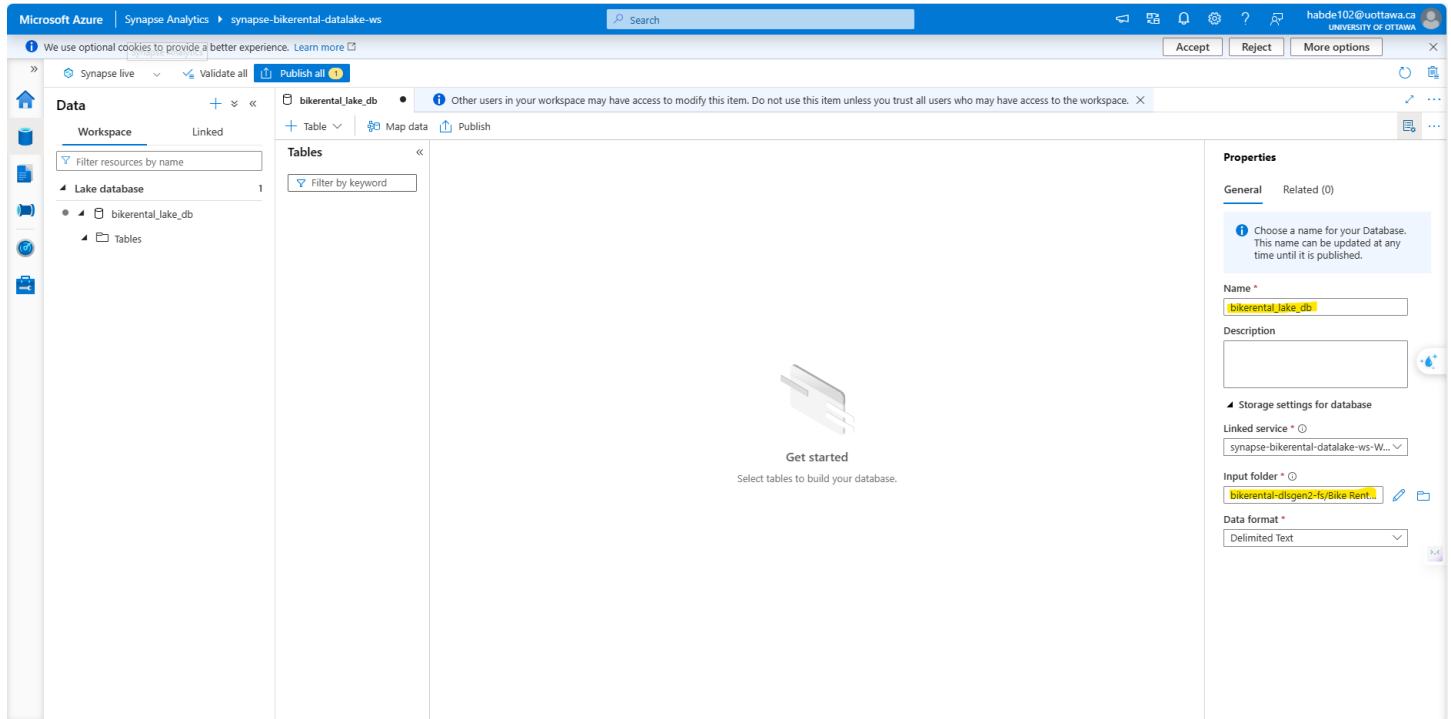 Microsoft Azure | Synapse Analytics ▸ synapse-bikerental-datalake-ws
Search
habde102@uottawa.ca
UNIVERSITY OF OTTAWA
We use optional cookies to provide a better experience. Learn more
Accept
Reject
More options
Synapse live
Validate all
Publish all 1
Data
Workspace
Linked
Filter resources by name
Lake database
1
bikerental_lake_db
Tables
bikerental_lake_db
Other users in your workspace may have access to modify this item. Do not use this item unless you trust all users who may have access to the workspace.
Table
Map data
Publish
Tables
Filter by keyword
Get started
Select tables to build your database.
Properties
General
Related (0)
Choose a name for your Database.
This name can be updated at any
time until it is published.
Name *
bikerental_lake_db
Description
Storage settings for database
Linked service *
synapse-bikerental-datalake-ws-W...
Input folder *
bikerental-dlsgen2-fs/Bike Rent...
Data format *
Delimited Text